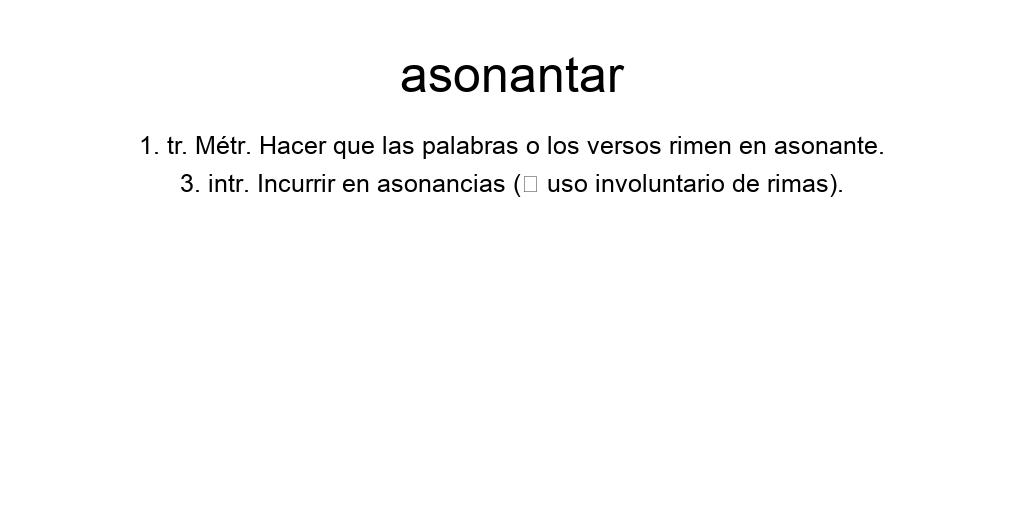 asonantar
1. tr. Métr. Hacer que las palabras o los versos rimen en asonante.
3. intr. Incurrir en asonancias (□ uso involuntario de rimas).